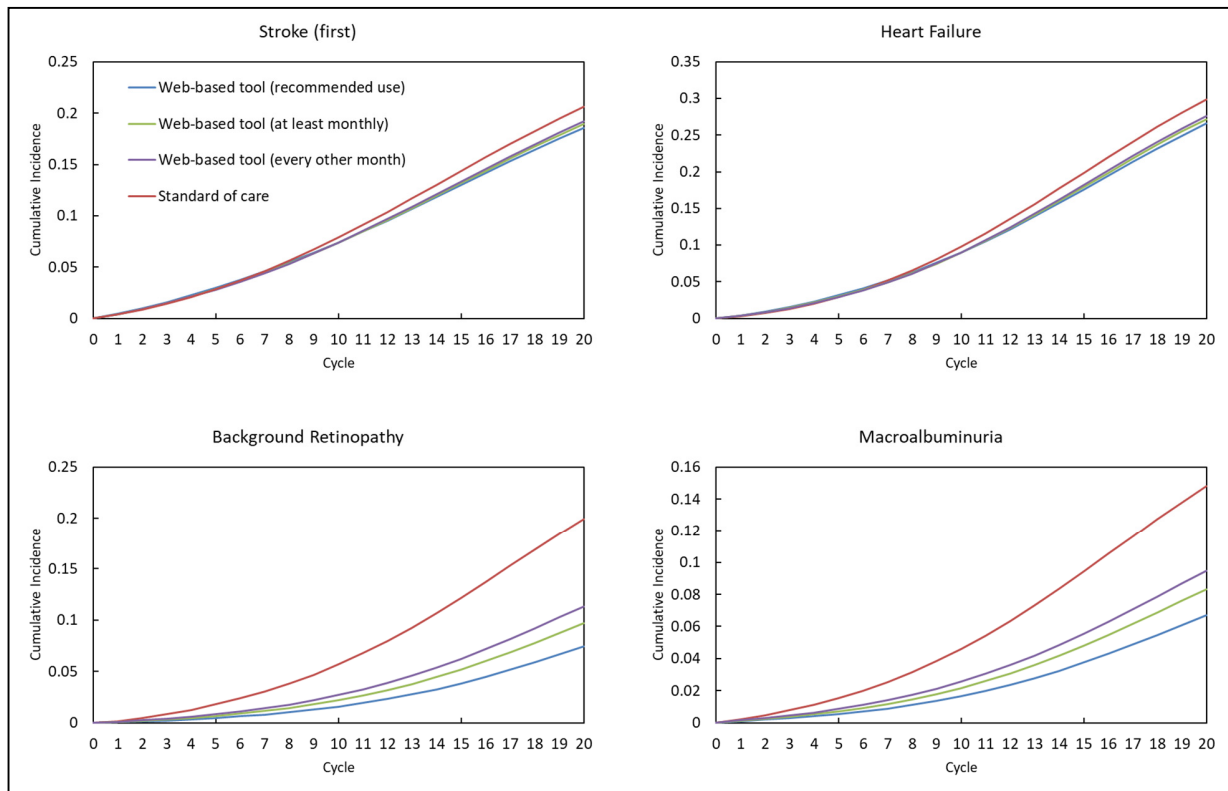 Stroke (first)
0.25
0.2
0.15
0.1
0.05
0
Cumulative Incidence
Web-based tool (recommended use)
Web-based tool (at least monthly)
Web-based tool (every other month)
Standard of care
0 1 2 3 4 5 6 7 8 9 10 11 12 13 14 15 16 17 18 19 20
Cycle
Heart Failure
0.35
0.3
0.25
0.2
0.15
0.1
0.05
0
Cumulative Incidence
0 1 2 3 4 5 6 7 8 9 10 11 12 13 14 15 16 17 18 19 20
Cycle
Background Retinopathy
0.25
0.2
0.15
0.1
0.05
0
Cumulative Incidence
0 1 2 3 4 5 6 7 8 9 10 11 12 13 14 15 16 17 18 19 20
Cycle
Macroalbuminuria
0.16
0.14
0.12
0.1
0.08
0.06
0.04
0.02
0
Cumulative Incidence
0 1 2 3 4 5 6 7 8 9 10 11 12 13 14 15 16 17 18 19 20
Cycle